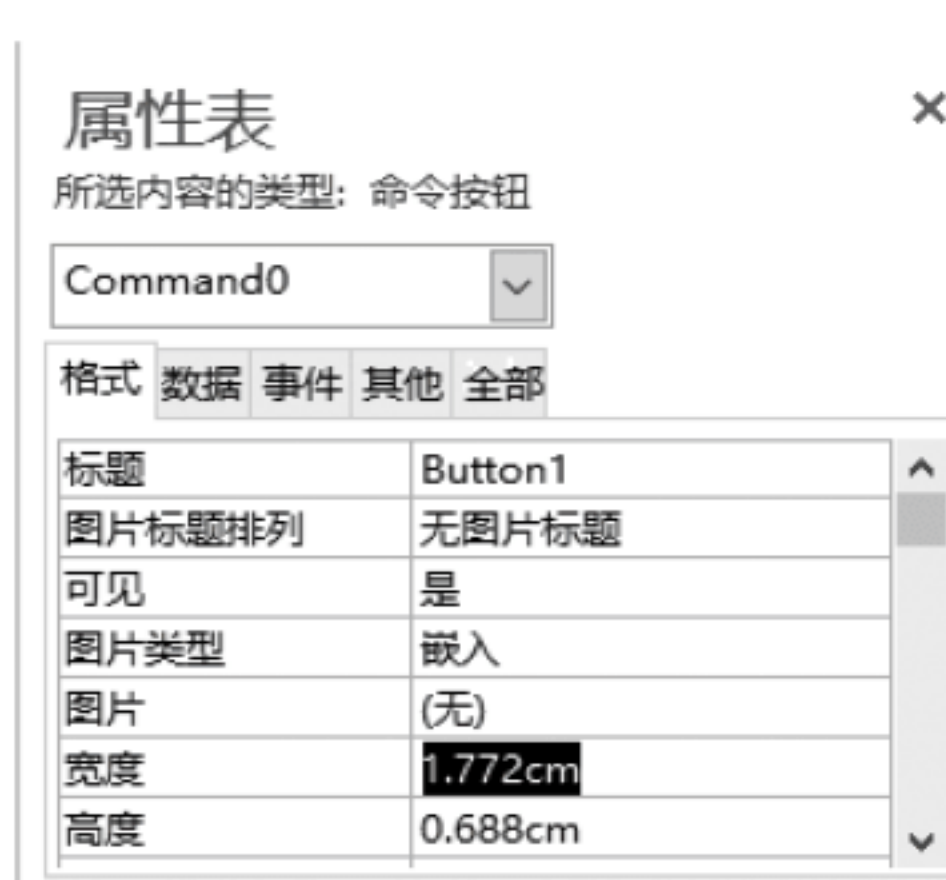 属性表
所选内容的类型: 命令按钮
Command0
格式 数据 事件 其他 全部
标题 Button1
图片标题排列 无图片标题
可见 是
图片类型 嵌入
图片 (无)
宽度 1.772cm
高度 0.688cm